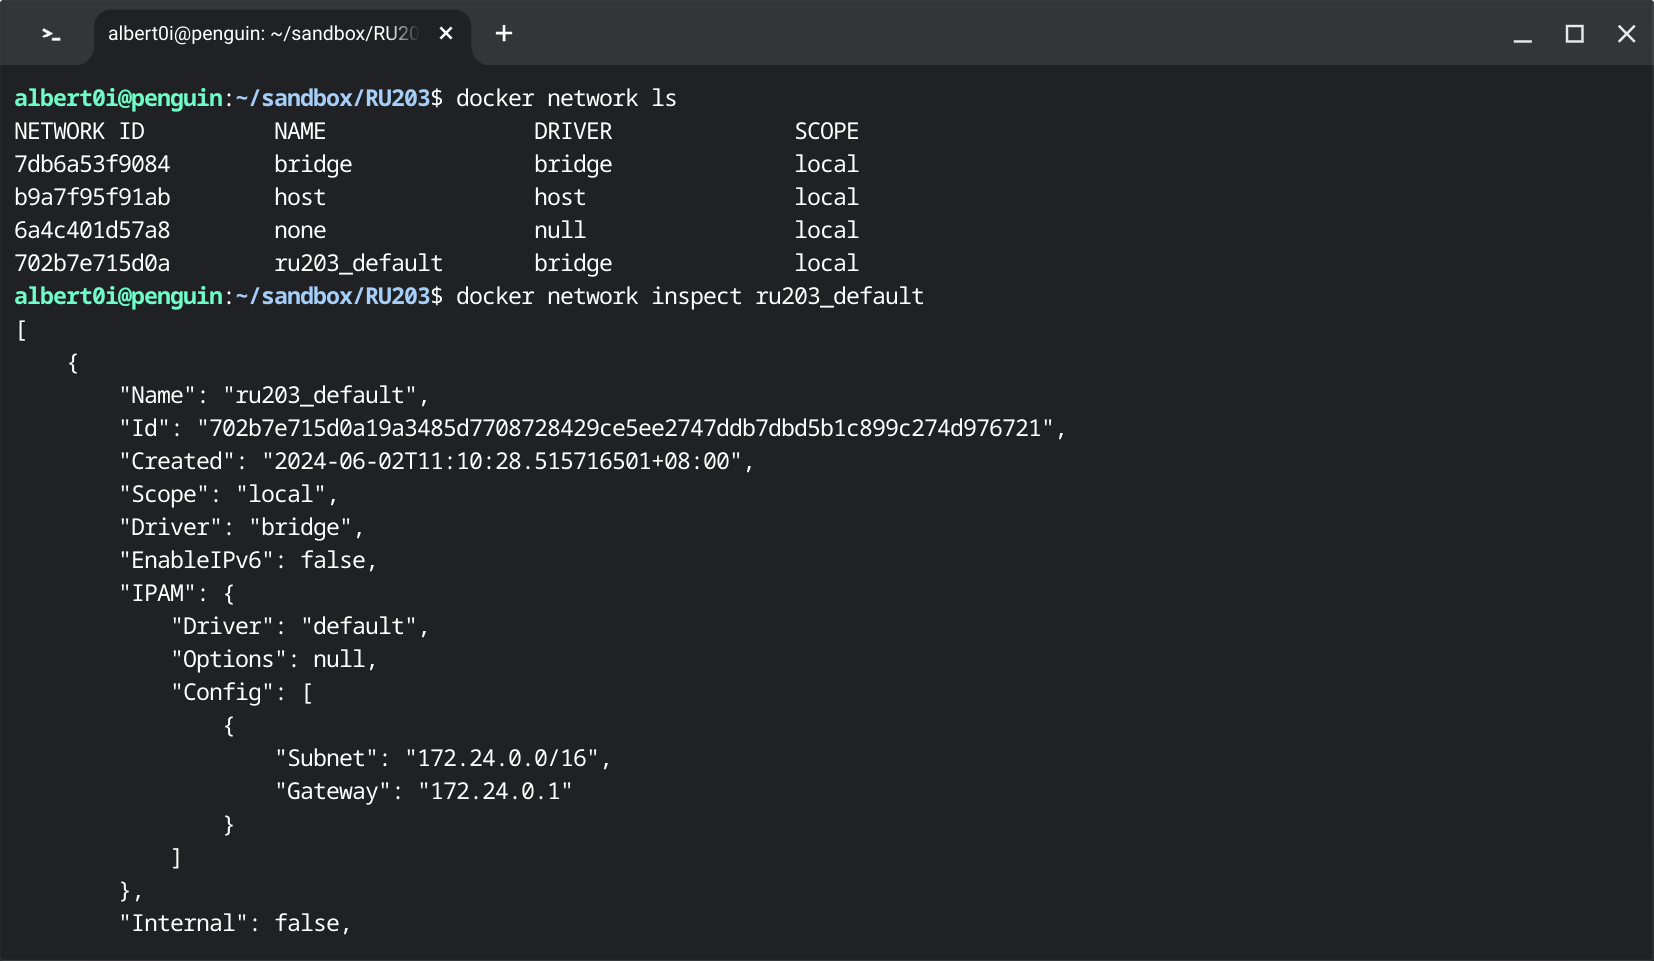 albert0i@penguin: ~/sandbox/RU20
albert0i@penguin:~/sandbox/RU203$ docker network ls
NETWORK ID          NAME                DRIVER              SCOPE
7db6a53f9084        bridge              bridge              local
b9a7f95f91ab        host                host                local
6a4c401d57a8        none                null                local
702b7e715d0a        ru203_default       bridge              local
albert0i@penguin:~/sandbox/RU203$ docker network inspect ru203_default
[
    {
        "Name": "ru203_default",
        "Id": "702b7e715d0a19a3485d7708728429ce5ee2747ddb7dbd5b1c899c274d976721",
        "Created": "2024-06-02T11:10:28.515716501+08:00",
        "Scope": "local",
        "Driver": "bridge",
        "EnableIPv6": false,
        "IPAM": {
            "Driver": "default",
            "Options": null,
            "Config": [
                {
                    "Subnet": "172.24.0.0/16",
                    "Gateway": "172.24.0.1"
                }
            ]
        },
        "Internal": false,